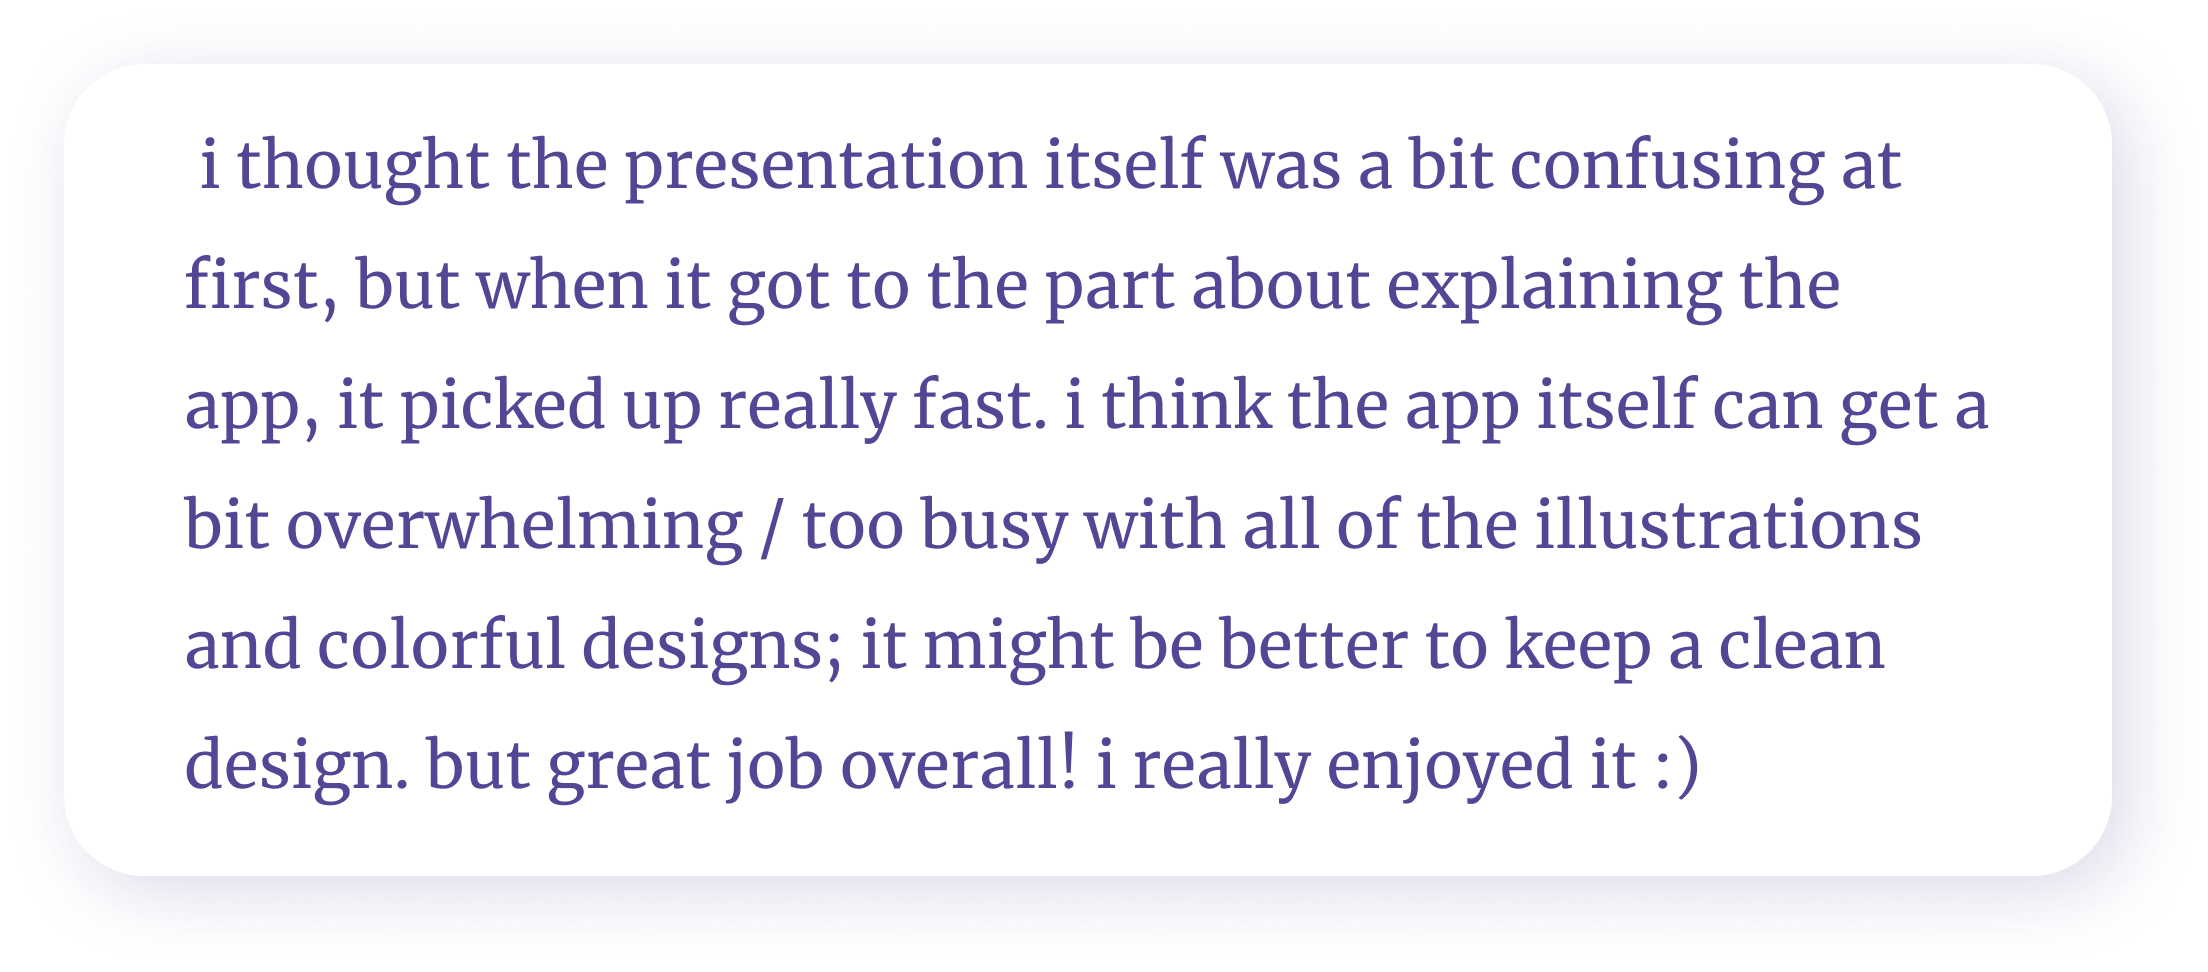 i thought the presentation itself was a bit confusing at
first, but when it got to the part about explaining the
app, it picked up really fast. i think the app itself can get a
bit overwhelming / too busy with all of the illustrations
and colorful designs; it might be better to keep a clean
design. but great job overall! i really enjoyed it :)